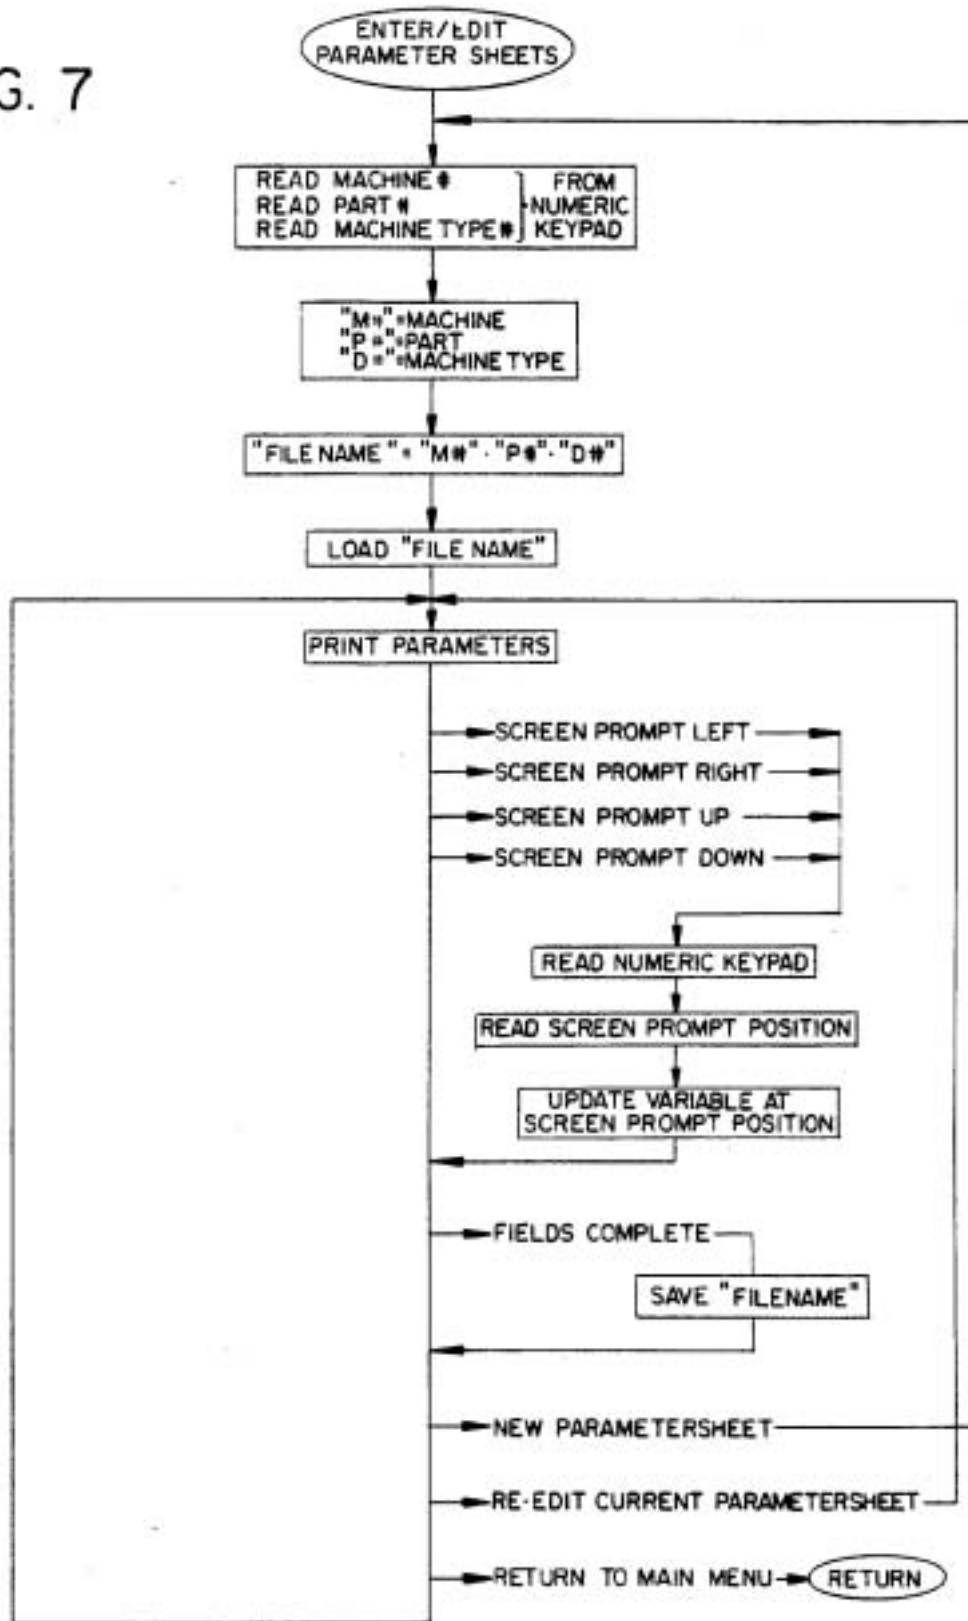 ENTER/EDIT
PARAMETER SHEETS
G. 7
READ MACHINE# FROM
READ PART # NUMERIC
READ MACHINE TYPE# KEYPAD
"M#"=MACHINE
"P#"=PART
"D#"=MACHINE TYPE
"FILE NAME" = "M#"·"P#"·"D#"
LOAD "FILE NAME"
PRINT PARAMETERS
SCREEN PROMPT LEFT
SCREEN PROMPT RIGHT
SCREEN PROMPT UP
SCREEN PROMPT DOWN
READ NUMERIC KEYPAD
READ SCREEN PROMPT POSITION
UPDATE VARIABLE AT
SCREEN PROMPT POSITION
FIELDS COMPLETE
SAVE "FILENAME"
NEW PARAMETERSHEET
RE-EDIT CURRENT PARAMETERSHEET
RETURN TO MAIN MENU RETURN